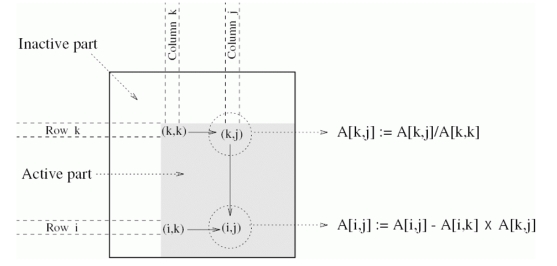 Column k
Column j
Inactive part
Row k
(k,k)
(k,j)
A[k,j] := A[k,j]/A[k,k]
Active part
Row i
(i,k)
(i,j)
A[i,j] := A[i,j] - A[i,k] x A[k,j]